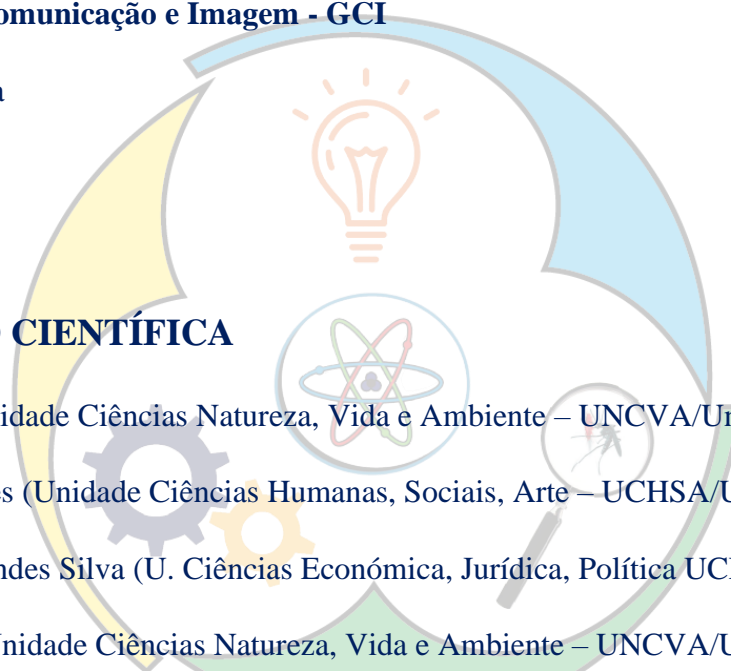 omunicação e Imagem - GCI
a
CIENTÍFICA
idade Ciências Natureza, Vida e Ambiente – UNCVA/Un
es (Unidade Ciências Humanas, Sociais, Arte – UCHSA/U
ndes Silva (U. Ciências Económica, Jurídica, Política UC
Unidade Ciências Natureza, Vida e Ambiente – UNCVA/U